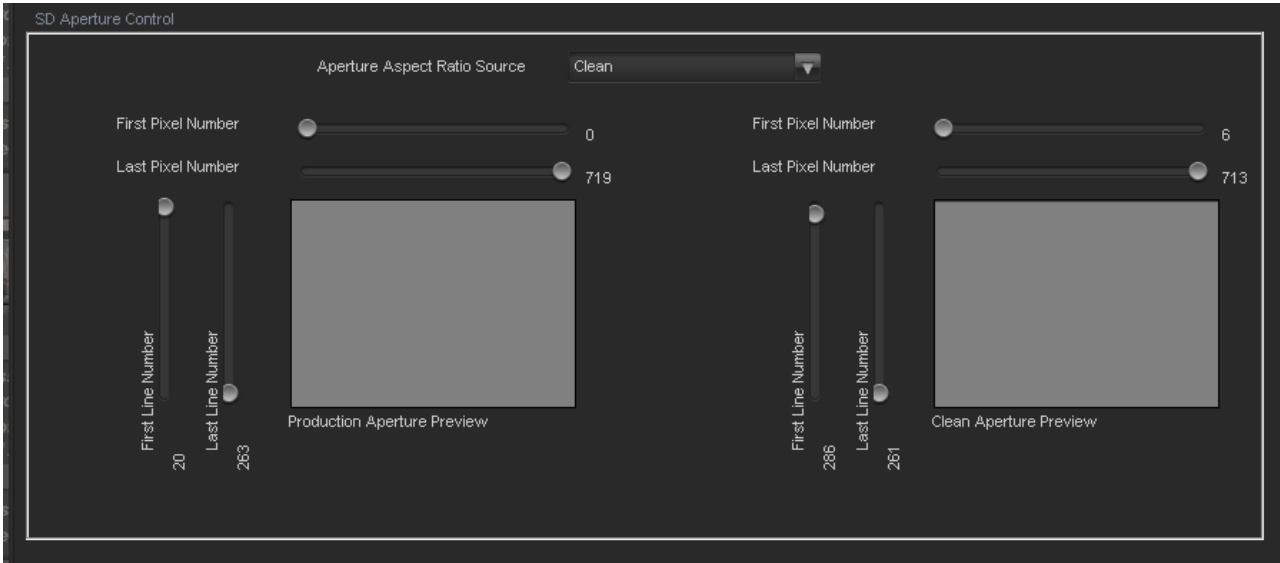 SD Aperture Control
Aperture Aspect Ratio Source Clean
First Pixel Number 0
Last Pixel Number 719
First Line Number 20
Last Line Number 263
Production Aperture Preview
First Pixel Number 6
Last Pixel Number 713
First Line Number 286
Last Line Number 261
Clean Aperture Preview